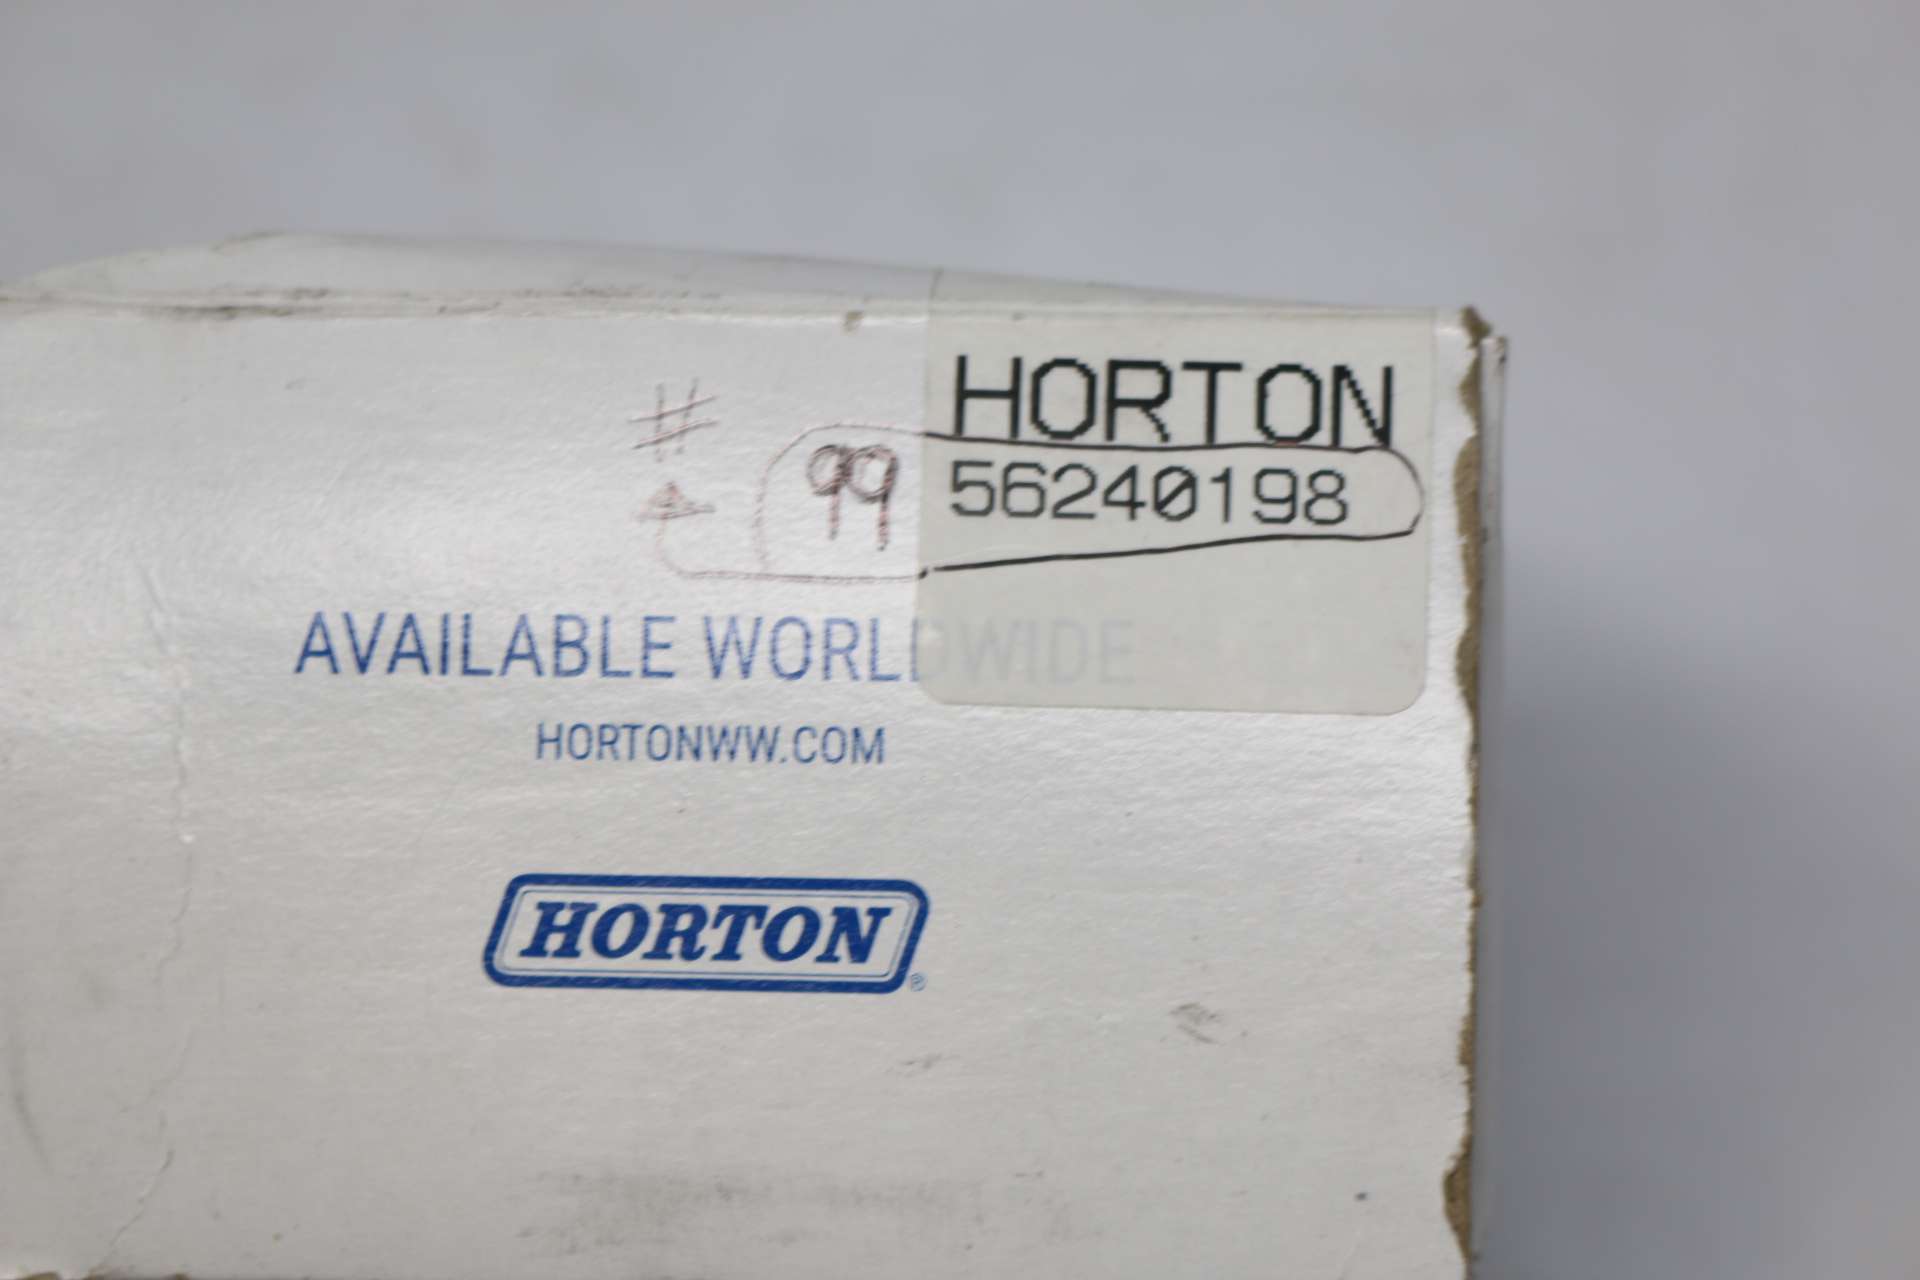 HORTON
#
99 56240198
AVAILABLE WORLDWIDE
HORTONWW.COM
HORTON®